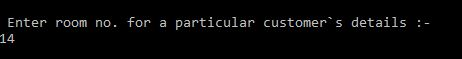 Enter room no. for a particular customer`s details :-
14